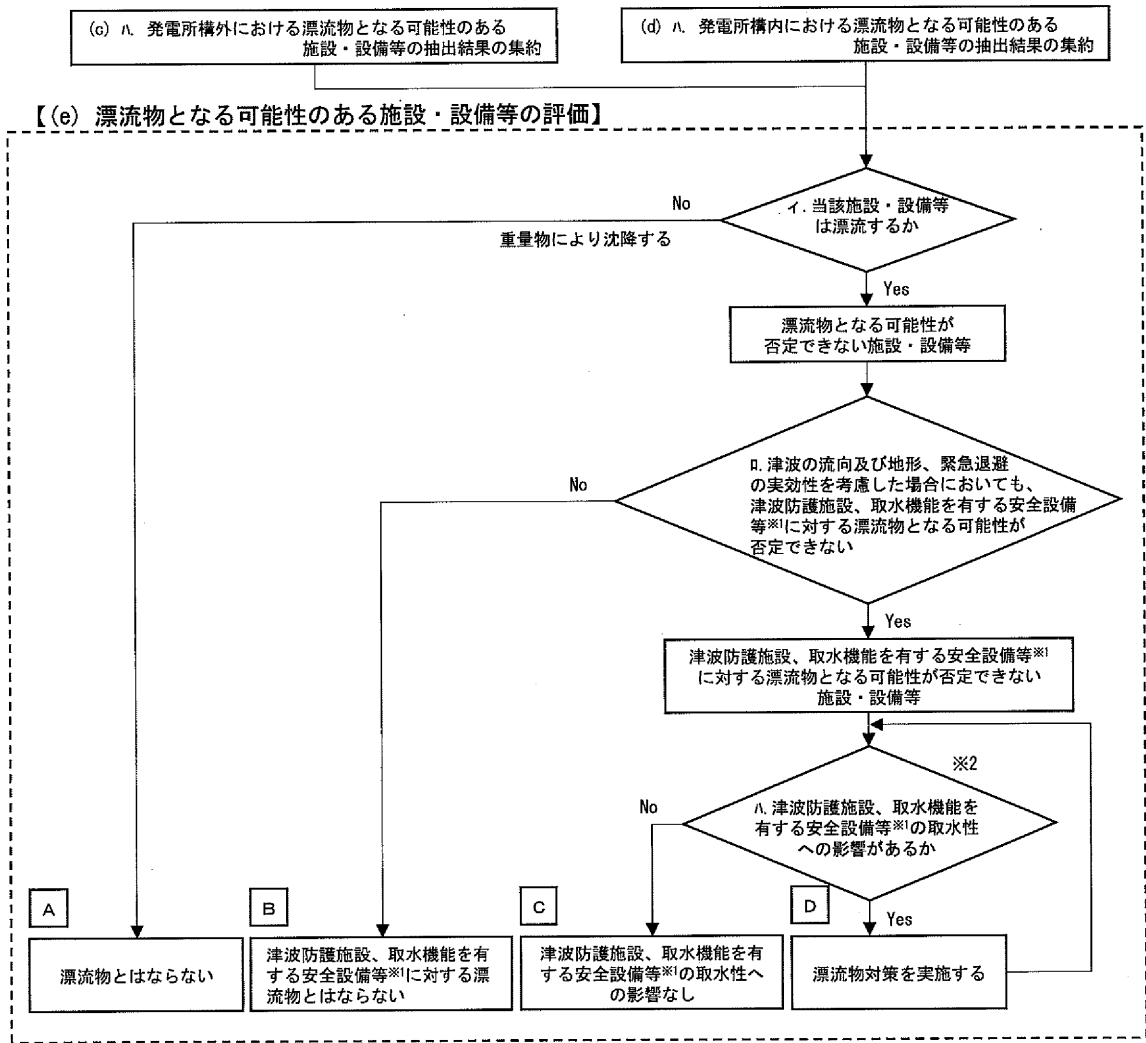 (c) ハ. 発電所構外における漂流物となる可能性のある
施設・設備等の抽出結果の集約
(d) ハ. 発電所構内における漂流物となる可能性のある
施設・設備等の抽出結果の集約
【(e) 漂流物となる可能性のある施設・設備等の評価】
イ. 当該施設・設備等
は漂流するか
No
重量物により沈降する
Yes
漂流物となる可能性が
否定できない施設・設備等
ロ. 津波の流向及び地形、緊急退避
の実効性を考慮した場合においても、
津波防護施設、取水機能を有する安全設備
等※1に対する漂流物となる可能性が
否定できない
No
Yes
津波防護施設、取水機能を有する安全設備等※1
に対する漂流物となる可能性が否定できない
施設・設備等
※2
ハ. 津波防護施設、取水機能を
有する安全設備等※1の取水性
への影響があるか
No
Yes
A
漂流物とはならない
B
津波防護施設、取水機能を有
する安全設備等※1に対する漂
流物とはならない
C
津波防護施設、取水機能を有
する安全設備等※1の取水性へ
の影響なし
D
漂流物対策を実施する